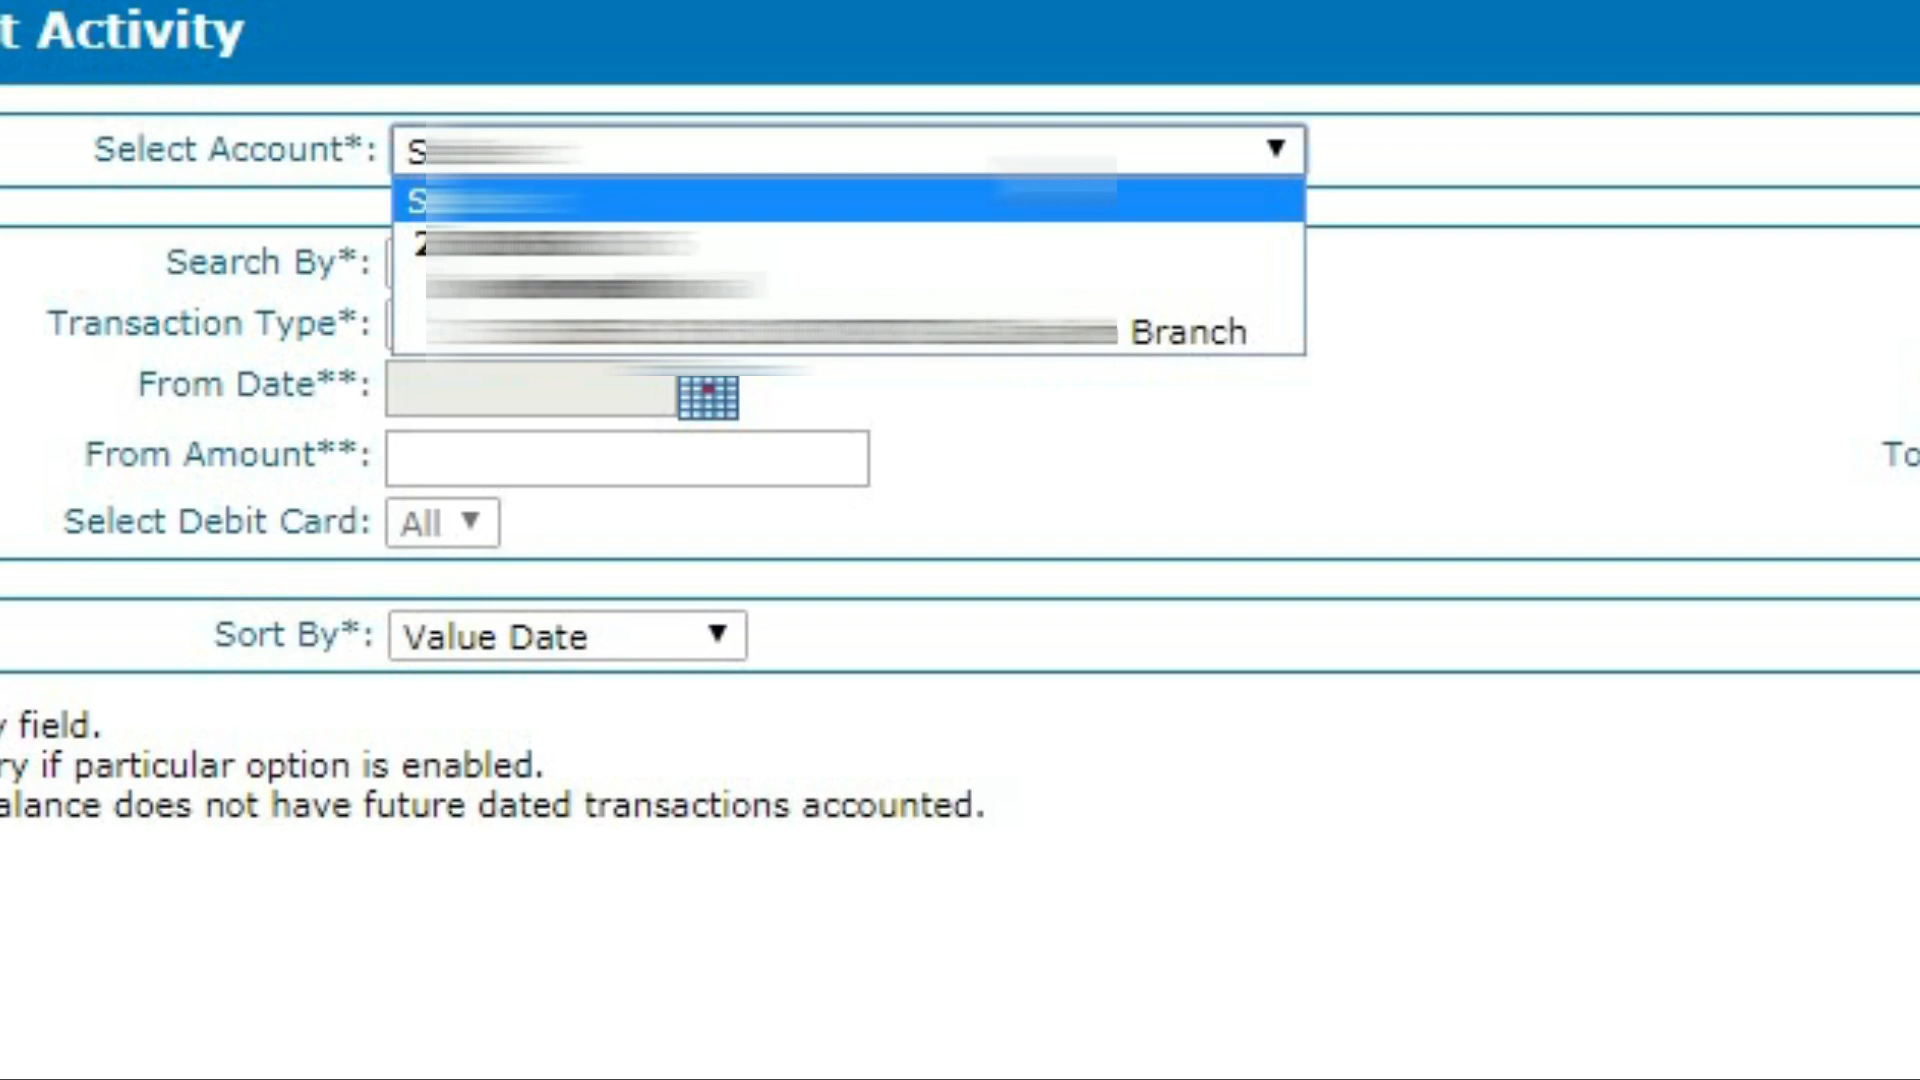 t Activity
Select Account*:
Search By*:
Transaction Type*:
Branch
From Date**:
From Amount**:
To
Select Debit Card: All
Sort By*: Value Date
y field.
ry if particular option is enabled.
alance does not have future dated transactions accounted.